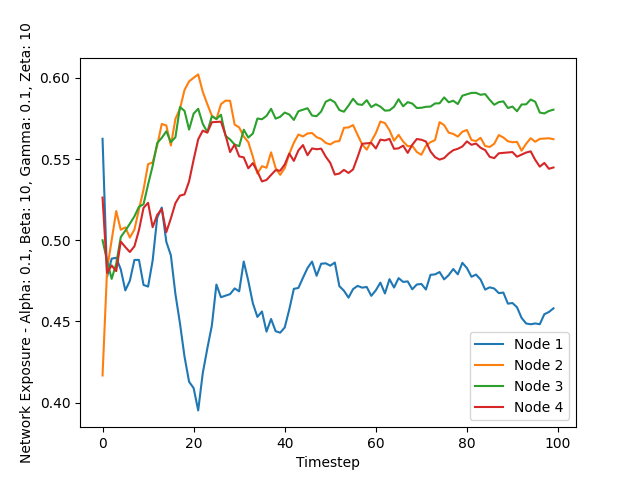 Network Exposure - Alpha: 0.1, Beta: 10, Gamma: 0.1, Zeta: 10
0.60
0.55
0.50
0.45
0.40
0
20
40
60
80
100
Timestep
Node 1
Node 2
Node 3
Node 4